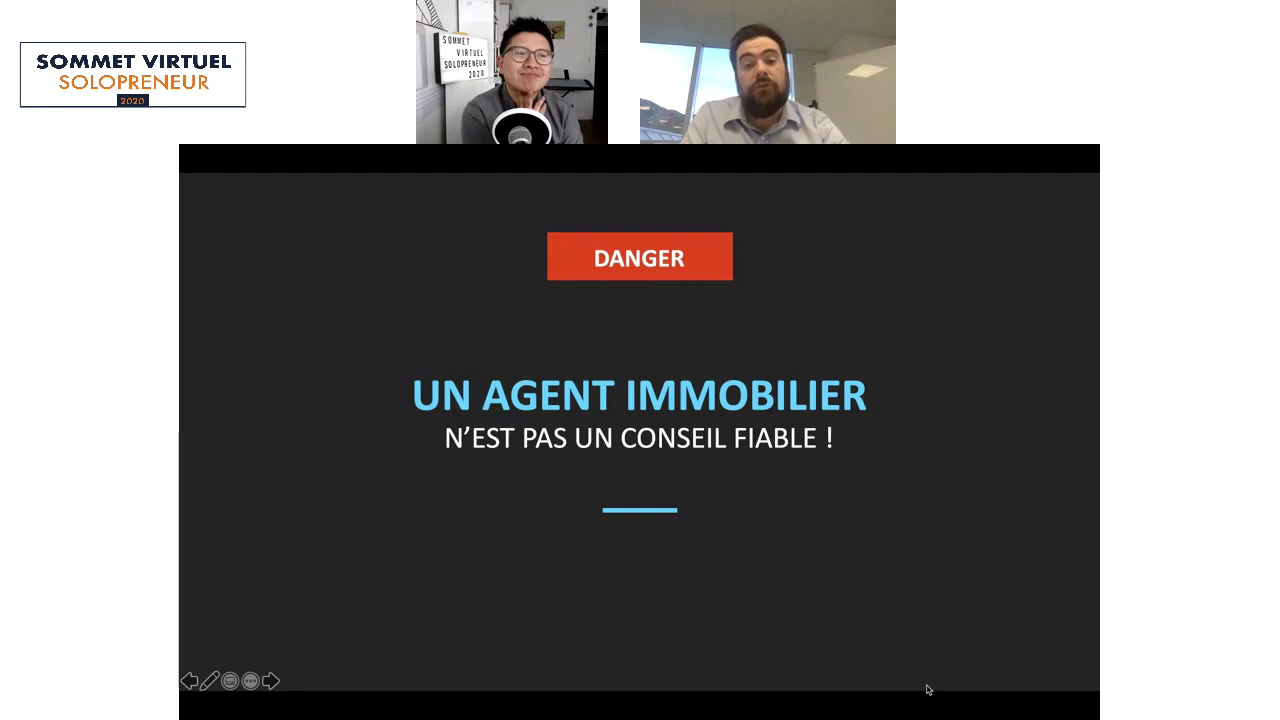 SOMMET VIRTUEL
SOLOPRENEUR
2020
SOMMET
VIRTUEL
SOLOPRENEUR
2020
DANGER
UN AGENT IMMOBILIER
N’EST PAS UN CONSEIL FIABLE !